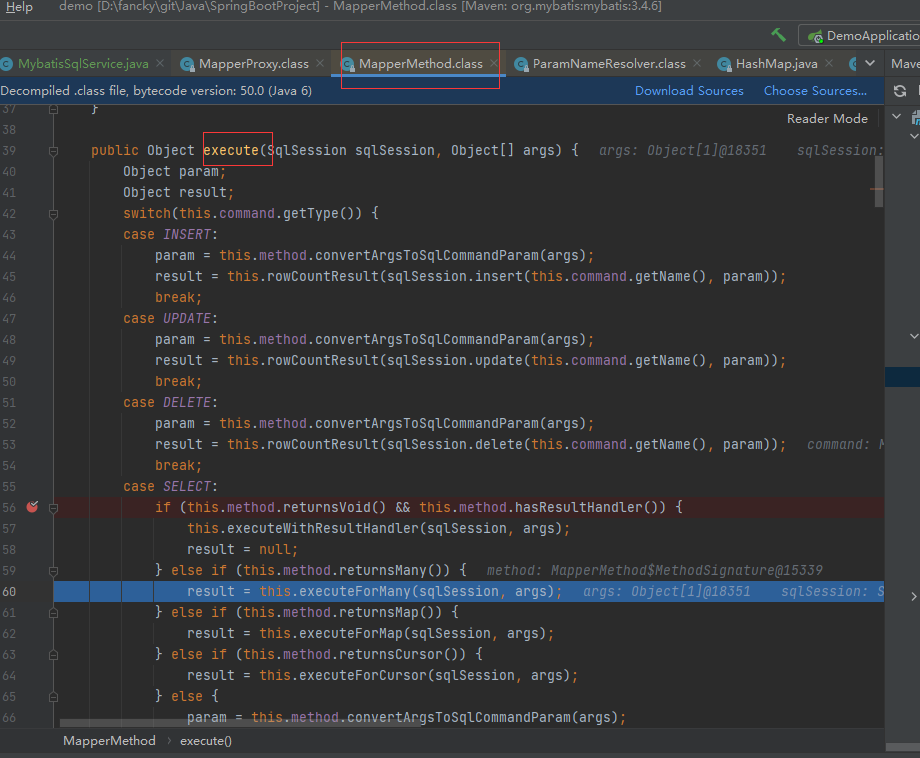 Help demo [D:\fancky\git\Java\SpringBootProject] - MapperMethod.class [Maven: org.mybatis:mybatis:3.4.6]
DemoApplicatio
MybatisSqlService.java MapperProxy.class MapperMethod.class ParamNameResolver.class HashMap.java Mave
Decompiled .class file, bytecode version: 50.0 (Java 6) Download Sources Choose Sources...
Reader Mode
37 }
38
39 public Object execute(SqlSession sqlSession, Object[] args) { args: Object[1]@18351 sqlSession:
40 Object param;
41 Object result;
42 switch(this.command.getType()) {
43 case INSERT:
44 param = this.method.convertArgsToSqlCommandParam(args);
45 result = this.rowCountResult(sqlSession.insert(this.command.getName(), param));
46 break;
47 case UPDATE:
48 param = this.method.convertArgsToSqlCommandParam(args);
49 result = this.rowCountResult(sqlSession.update(this.command.getName(), param));
50 break;
51 case DELETE:
52 param = this.method.convertArgsToSqlCommandParam(args);
53 result = this.rowCountResult(sqlSession.delete(this.command.getName(), param)); command: M
54 break;
55 case SELECT:
56 if (this.method.returnsVoid() && this.method.hasResultHandler()) {
57 this.executeWithResultHandler(sqlSession, args);
58 result = null;
59 } else if (this.method.returnsMany()) { method: MapperMethod$MethodSignature@15339
60 result = this.executeForMany(sqlSession, args); args: Object[1]@18351 sqlSession: S
61 } else if (this.method.returnsMap()) {
62 result = this.executeForMap(sqlSession, args);
63 } else if (this.method.returnsCursor()) {
64 result = this.executeForCursor(sqlSession, args);
65 } else {
66 param = this.method.convertArgsToSqlCommandParam(args);
MapperMethod › execute()